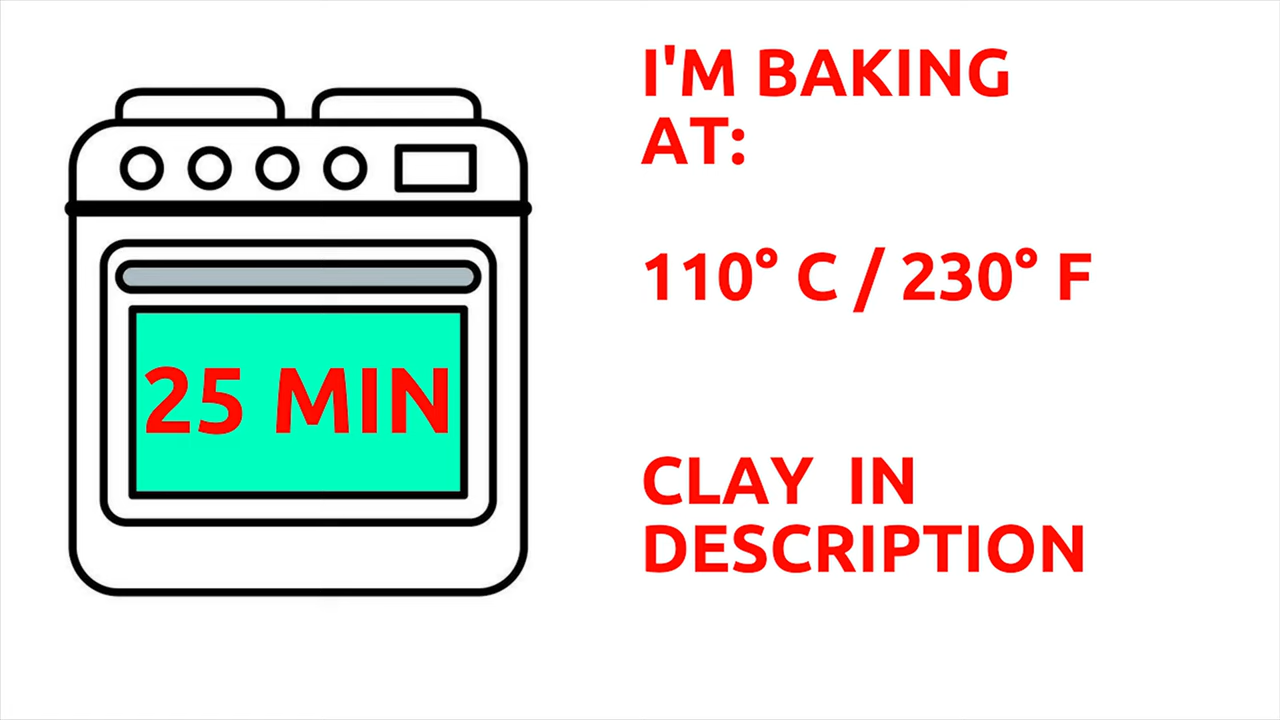 25 MIN
I'M BAKING
AT:
110° C / 230° F
CLAY IN
DESCRIPTION